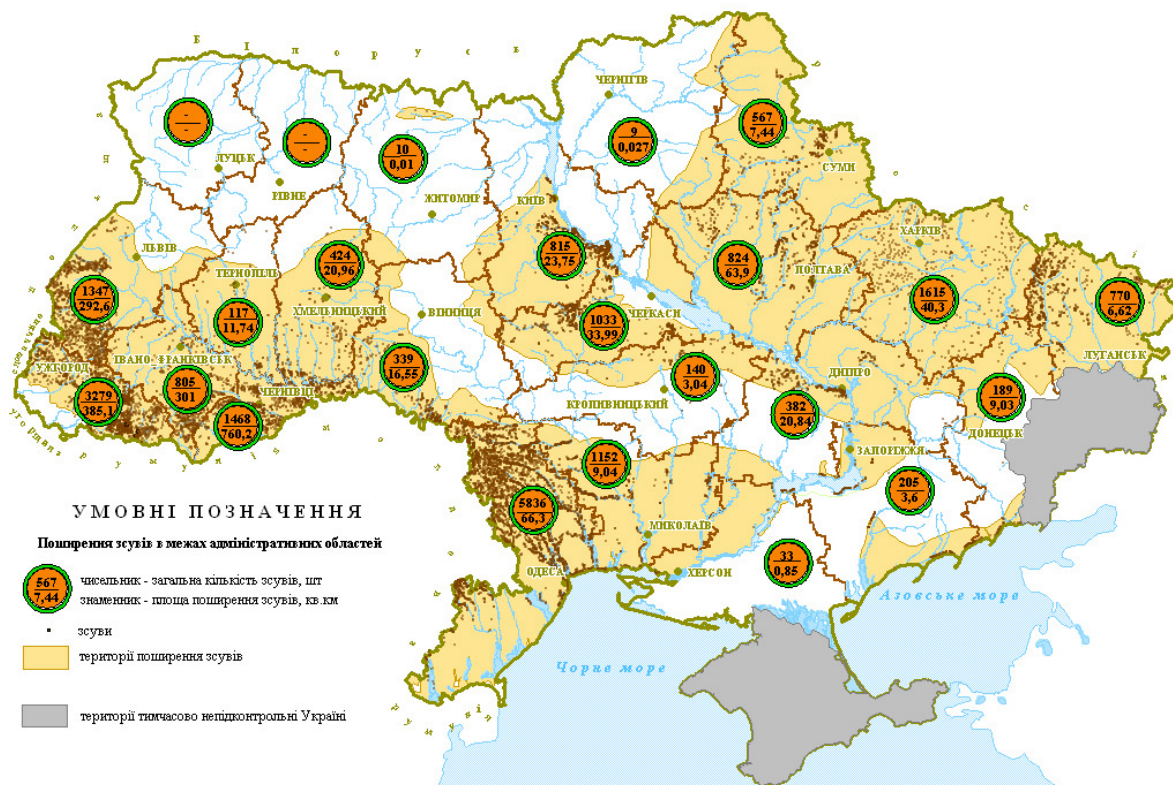 Б і л о р у с ь
ЧЕРНІГІВ
567
7,44
9
0,027
-
-
-
-
10
0,01
ЛУЦЬК
РІВНЕ
ЖИТОМИР
КИЇВ
СУМИ
ЛЬВІВ
ТЕРНОПІЛЬ
424
20,96
815
23,75
824
63,9
ПОЛТАВА
ХАРКІВ
1347
292,6
117
11,74
ХМЕЛЬНИЦЬКИЙ
ВІННИЦЯ
1033
33,99
ЧЕРКАСИ
1615
40,3
770
6,62
ЛУГАНСЬК
УЖГОРОД
ІВАНО-ФРАНКІВСЬК
339
16,55
140
3,04
ДНІПРО
3279
385,1
805
301
ЧЕРНІВЦІ
1468
760,2
КРОПИВНИЦЬКИЙ
382
20,84
189
9,03
ДОНЕЦЬК
ЗАПОРІЖЖЯ
1152
9,04
205
3,6
5836
66,3
МИКОЛАЇВ
ОДЕСА
ХЕРСОН
33
0,85
Азовське море
Чорне море
УМОВНІ ПОЗНАЧЕННЯ
Поширення зсувів в межах адміністративних областей
567
7,44
чисельник - загальна кількість зсувів, шт
знаменник - площа поширення зсувів, кв.км
зсуви
території поширення зсувів
території тимчасово непідконтрольні Україні